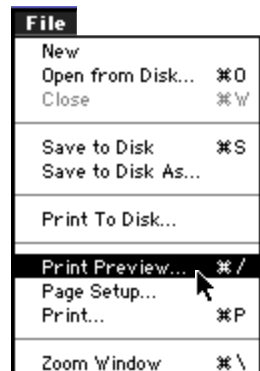 File
New
Open from Disk... ⌘O
Close ⌘W
Save to Disk ⌘S
Save to Disk As...
Print To Disk...
Print Preview... ⌘/
Page Setup...
Print... ⌘P
Zoom Window ⌘\